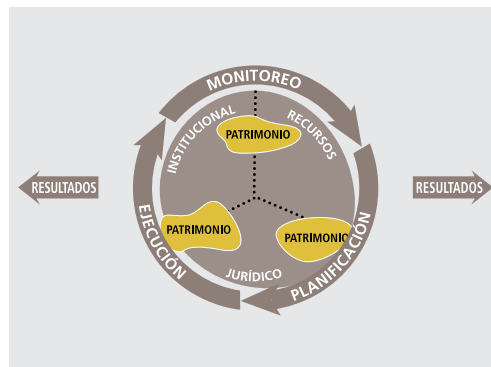 MONITOREO
INSTITUCIONAL
RECURSOS
PATRIMONIO
RESULTADOS
RESULTADOS
PATRIMONIO
PATRIMONIO
EJECUCIÓN
PLANIFICACIÓN
JURÍDICO